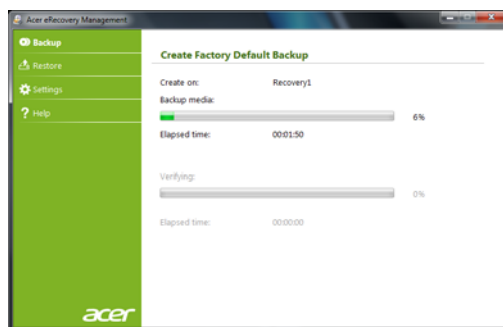 Acer eRecovery Management
Backup
Restore
Settings
Help
Create Factory Default Backup
Create on: Recovery1
Backup media:
6%
Elapsed time: 00:01:50
Verifying:
0%
Elapsed time: 00:00:00
acer